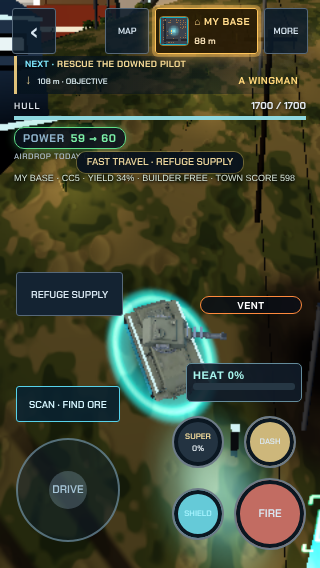 MAP
⌂ MY BASE
88 m
MORE
NEXT · RESCUE THE DOWNED PILOT
↓ 108 m · OBJECTIVE
A WINGMAN
HULL
1700 / 1700
POWER 59 → 60
AIRDROP TODAY
FAST TRAVEL · REFUGE SUPPLY
MY BASE · CC5 · YIELD 34% · BUILDER FREE · TOWN SCORE 598
REFUGE SUPPLY
VENT
HEAT 0%
SCAN · FIND ORE
SUPER
0%
DASH
DRIVE
SHIELD
FIRE